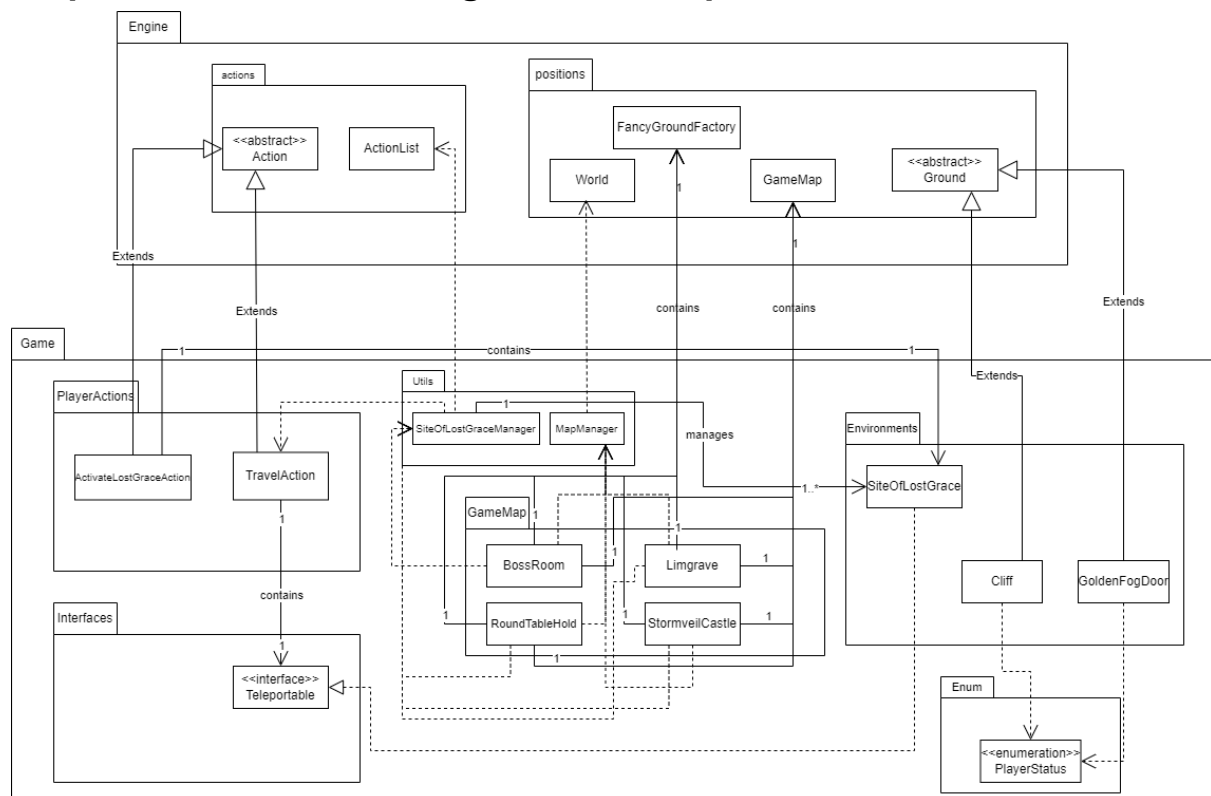 Engine
actions
positions
<<abstract>>
Action
ActionList
FancyGroundFactory
World
GameMap
<<abstract>>
Ground
1
1
Extends
Extends
contains
contains
Extends
Game
1
contains
1
Extends
PlayerActions
Utils
SiteOfLostGraceManager
MapManager
1
manages
Environments
ActivateLostGraceAction
TravelAction
SiteOfLostGrace
1..*
1
GameMap
1
1
1
BossRoom
Limgrave
1
Cliff
GoldenFogDoor
contains
Interfaces
1
RoundTableHold
1
StormveilCastle
1
1
1
<<interface>>
Teleportable
Enum
<<enumeration>>
PlayerStatus